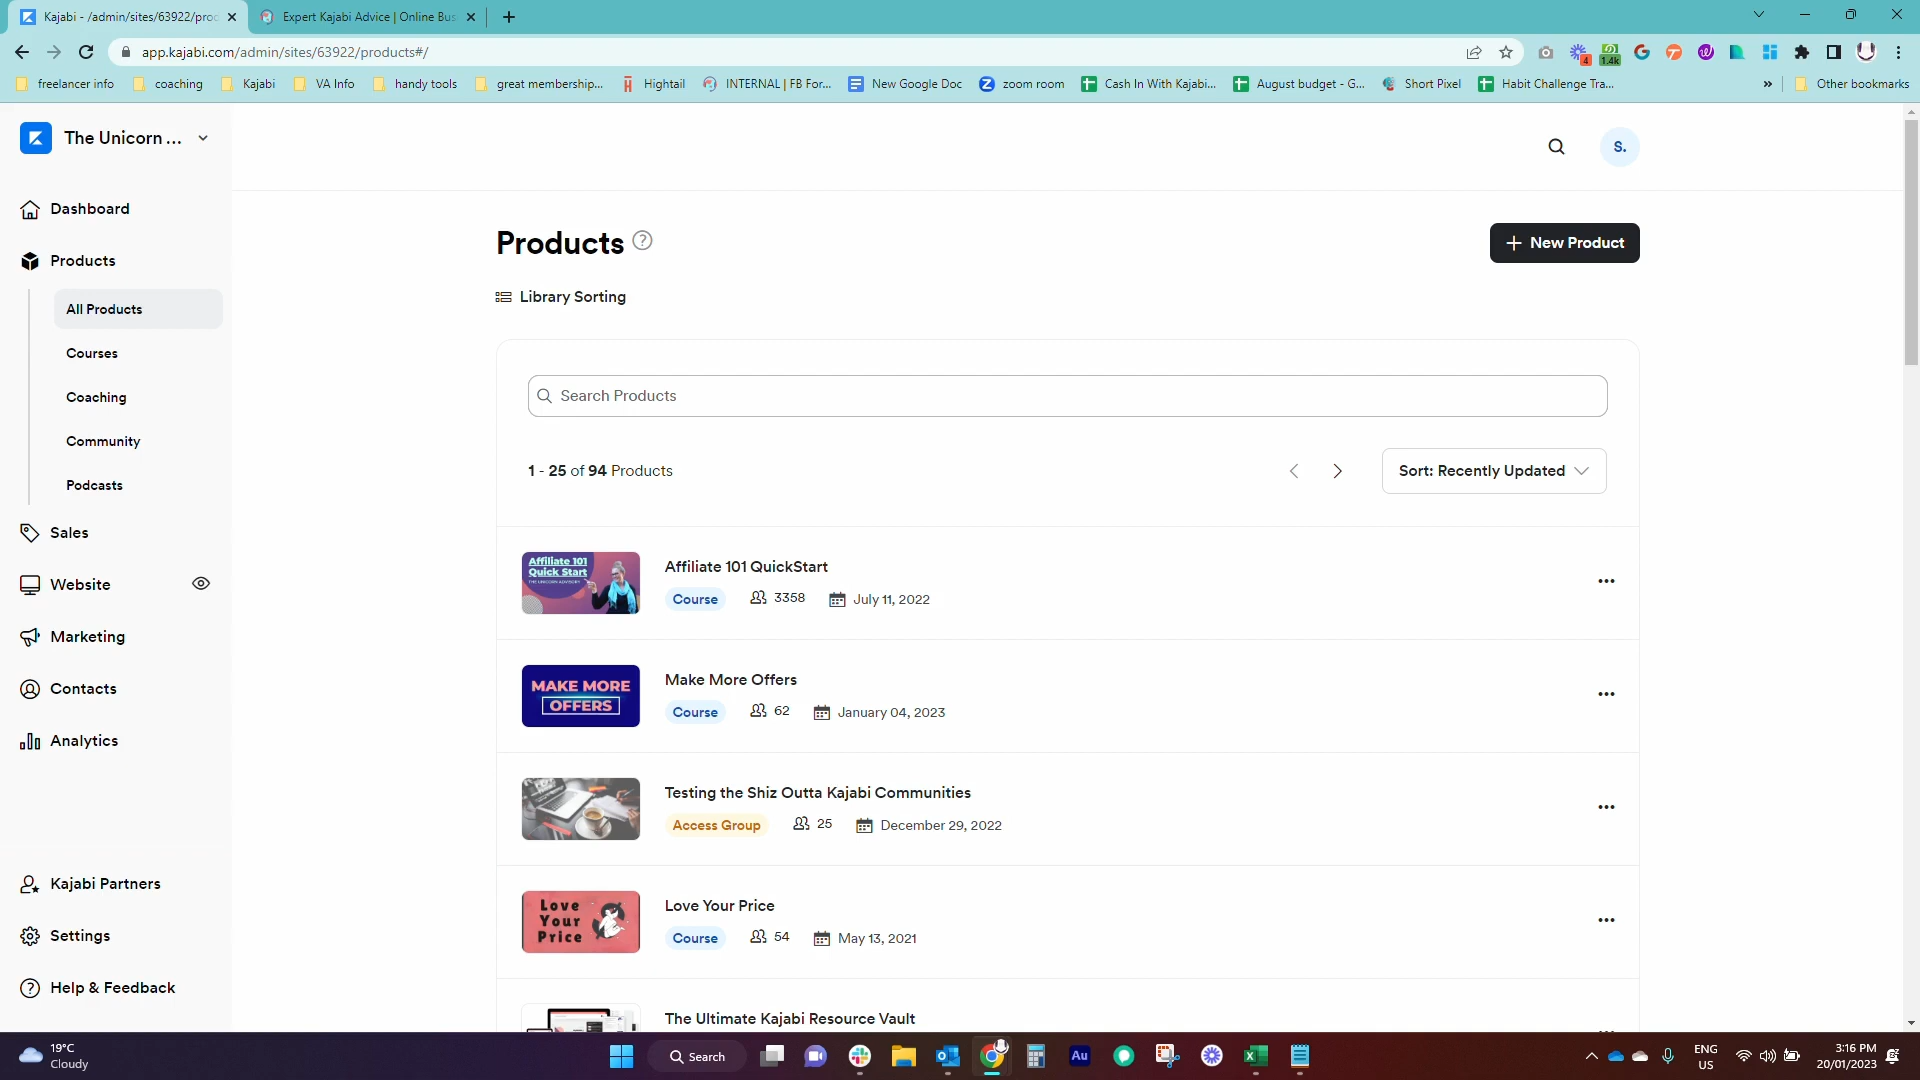 Kajabi - /admin/sites/63922/proc
Expert Kajabi Advice | Online Bus
app.kajabi.com/admin/sites/63922/products#/
4
1.4k
freelancer info
coaching
Kajabi
VA Info
handy tools
great membership...
Hightail
INTERNAL | FB For...
New Google Doc
zoom room
Cash In With Kajabi...
August budget - G...
Short Pixel
Habit Challenge Tra...
»
Other bookmarks
The Unicorn ...
S.
Dashboard
Products
All Products
Courses
Coaching
Community
Podcasts
Sales
Website
Marketing
Contacts
Analytics
Kajabi Partners
Settings
Help & Feedback
Products ?
+ New Product
Library Sorting
Search Products
1 - 25 of 94 Products
Sort: Recently Updated
Affiliate 101
Quick Start
THE UNICORN ADVISORY
Affiliate 101 QuickStart
Course 3358 July 11, 2022
MAKE MORE
OFFERS
Make More Offers
Course 62 January 04, 2023
Testing the Shiz Outta Kajabi Communities
Access Group 25 December 29, 2022
Love
Your
Price
Love Your Price
Course 54 May 13, 2021
The Ultimate Kajabi Resource Vault
19°C
Cloudy
Search
Au
ENG
US
3:16 PM
20/01/2023